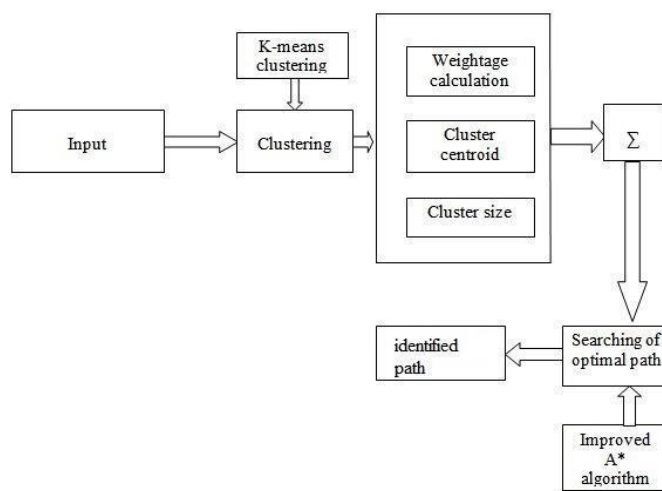 K-means
clustering
Input
Clustering
Weightage
calculation
Cluster
centroid
Cluster size
Σ
Searching of
optimal path
identified
path
Improved
A*
algorithm